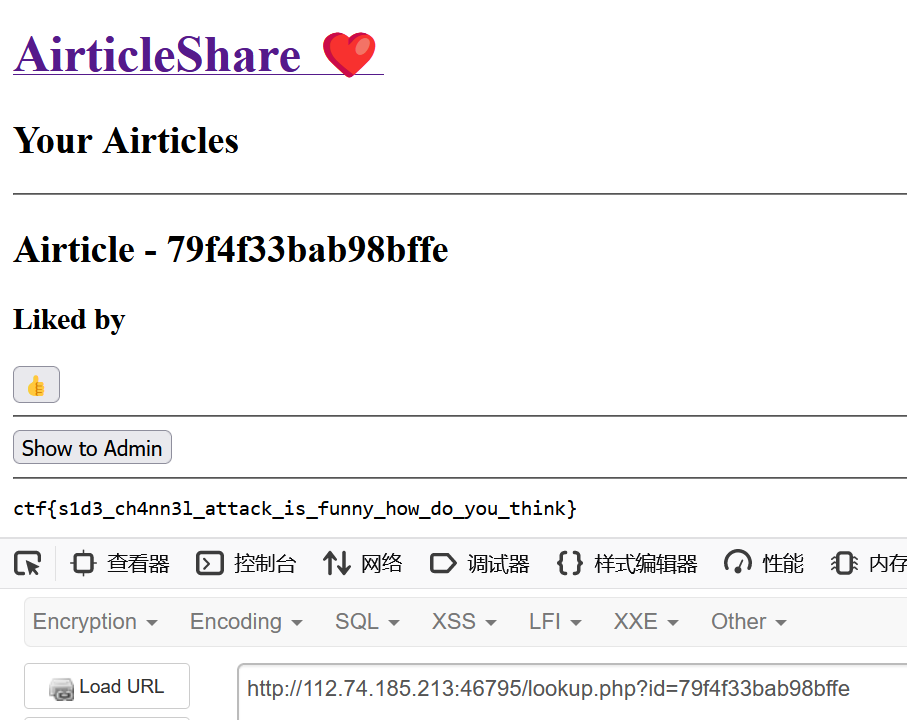 AirticleShare ❤️
Your Airticles
Airticle - 79f4f33bab98bffe
Liked by
👍
Show to Admin
ctf{s1d3_ch4nn3l_attack_is_funny_how_do_you_think}
查看器 控制台 网络 调试器 {} 样式编辑器 性能 内存
Encryption Encoding SQL XSS LFI XXE Other
Load URL http://112.74.185.213:46795/lookup.php?id=79f4f33bab98bffe